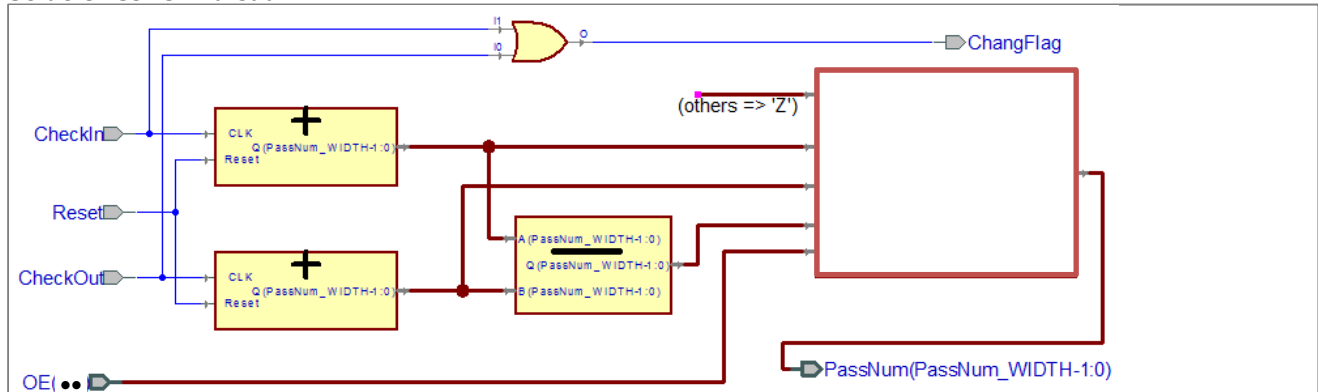 I1
I0
O
ChangFlag
(others => 'Z')
CheckIn
CLK
Q(PassNum_WIDTH-1:0)
Reset
Reset
A(PassNum_WIDTH-1:0)
Q(PassNum_WIDTH-1:0)
B(PassNum_WIDTH-1:0)
CheckOut
CLK
Q(PassNum_WIDTH-1:0)
Reset
PassNum(PassNum_WIDTH-1:0)
OE(